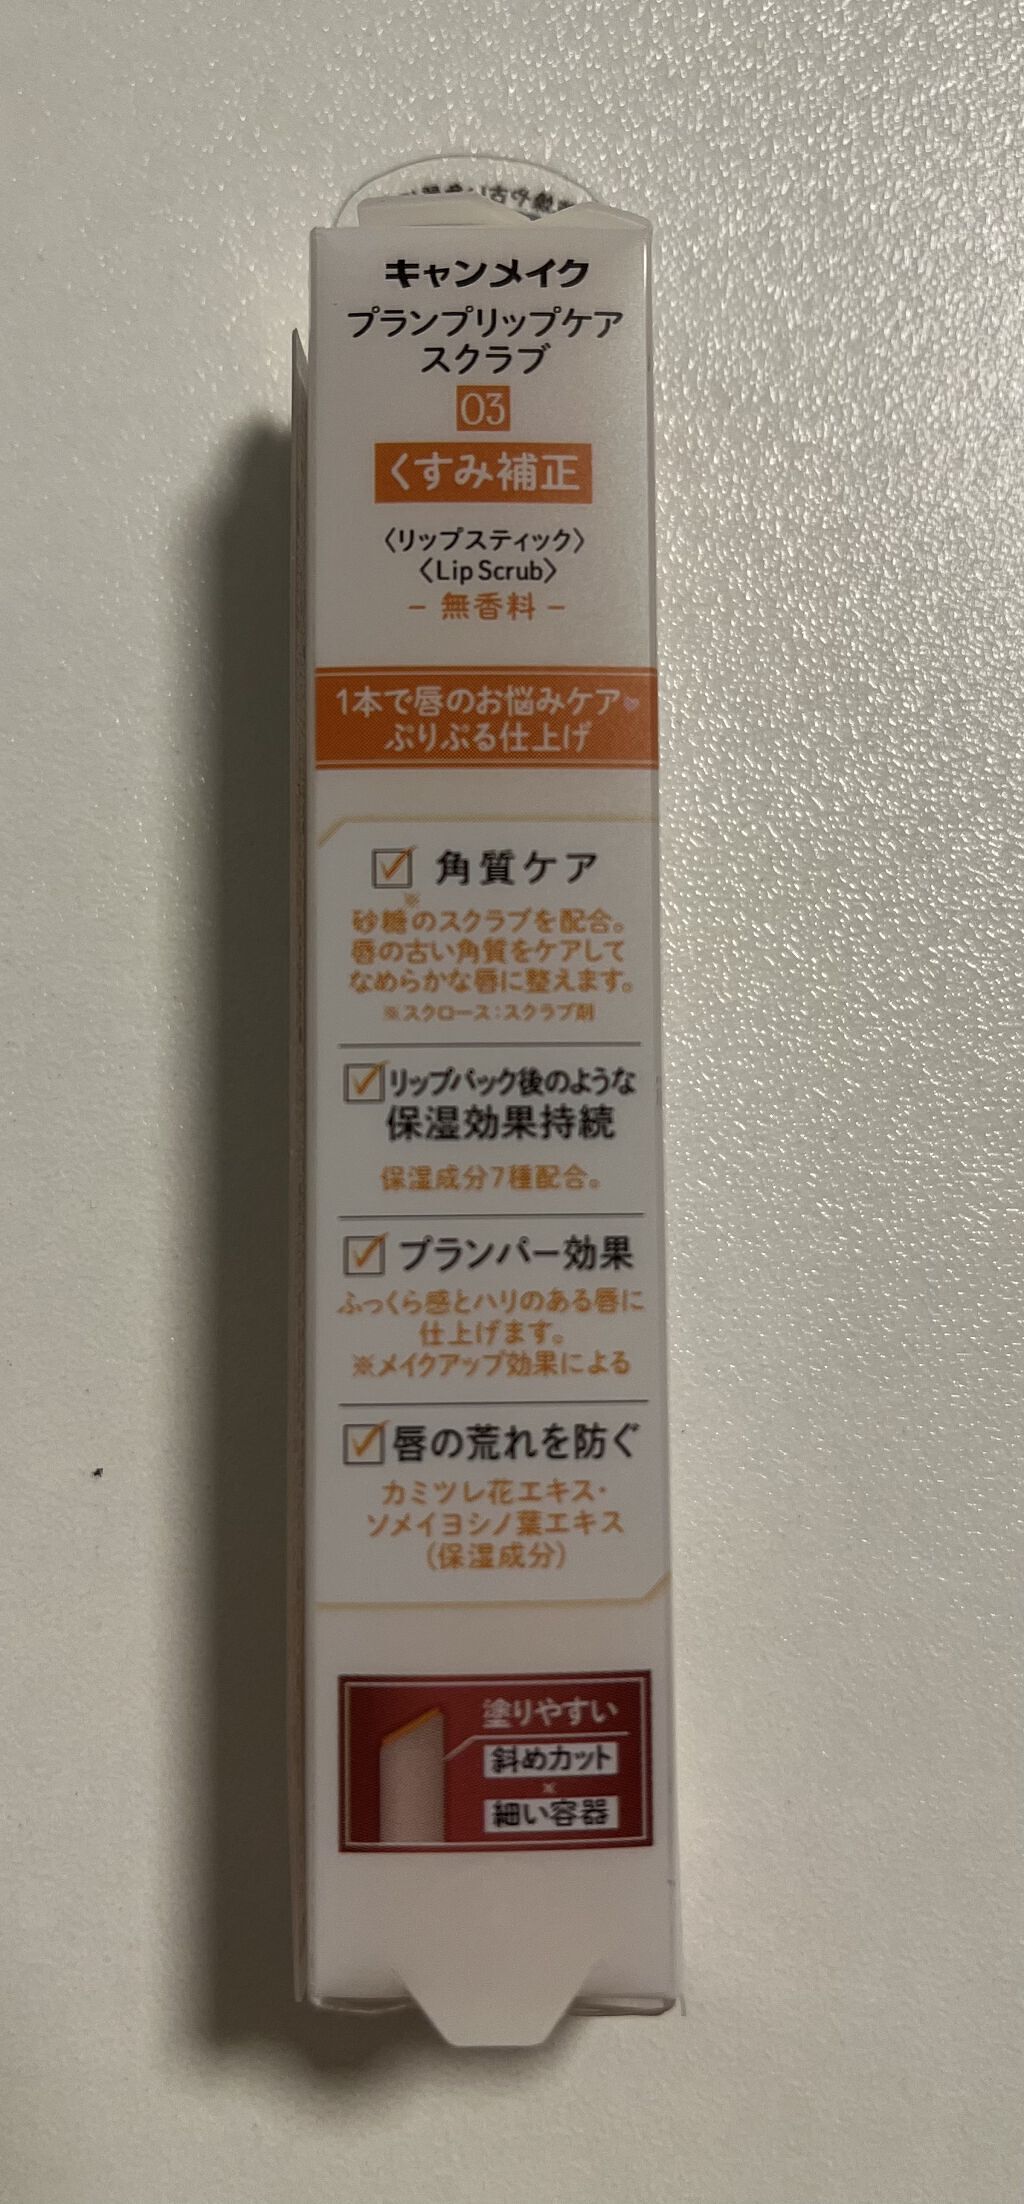 キャンメイク
プランプリップケア
スクラブ
03
くすみ補正
〈リップスティック〉
〈Lip Scrub〉
− 無香料 −
1本で唇のお悩みケア♥
ぷりぷる仕上げ
角質ケア
砂糖※のスクラブを配合。
唇の古い角質をケアして
なめらかな唇に整えます。
※スクロース：スクラブ剤
リップパック後のような
保湿効果持続
保湿成分7種配合。
プランパー効果
ふっくら感とハリのある唇に
仕上げます。
※メイクアップ効果による
唇の荒れを防ぐ
カミツレ花エキス・
ソメイヨシノ葉エキス
（保湿成分）
塗りやすい
斜めカット
×
細い容器